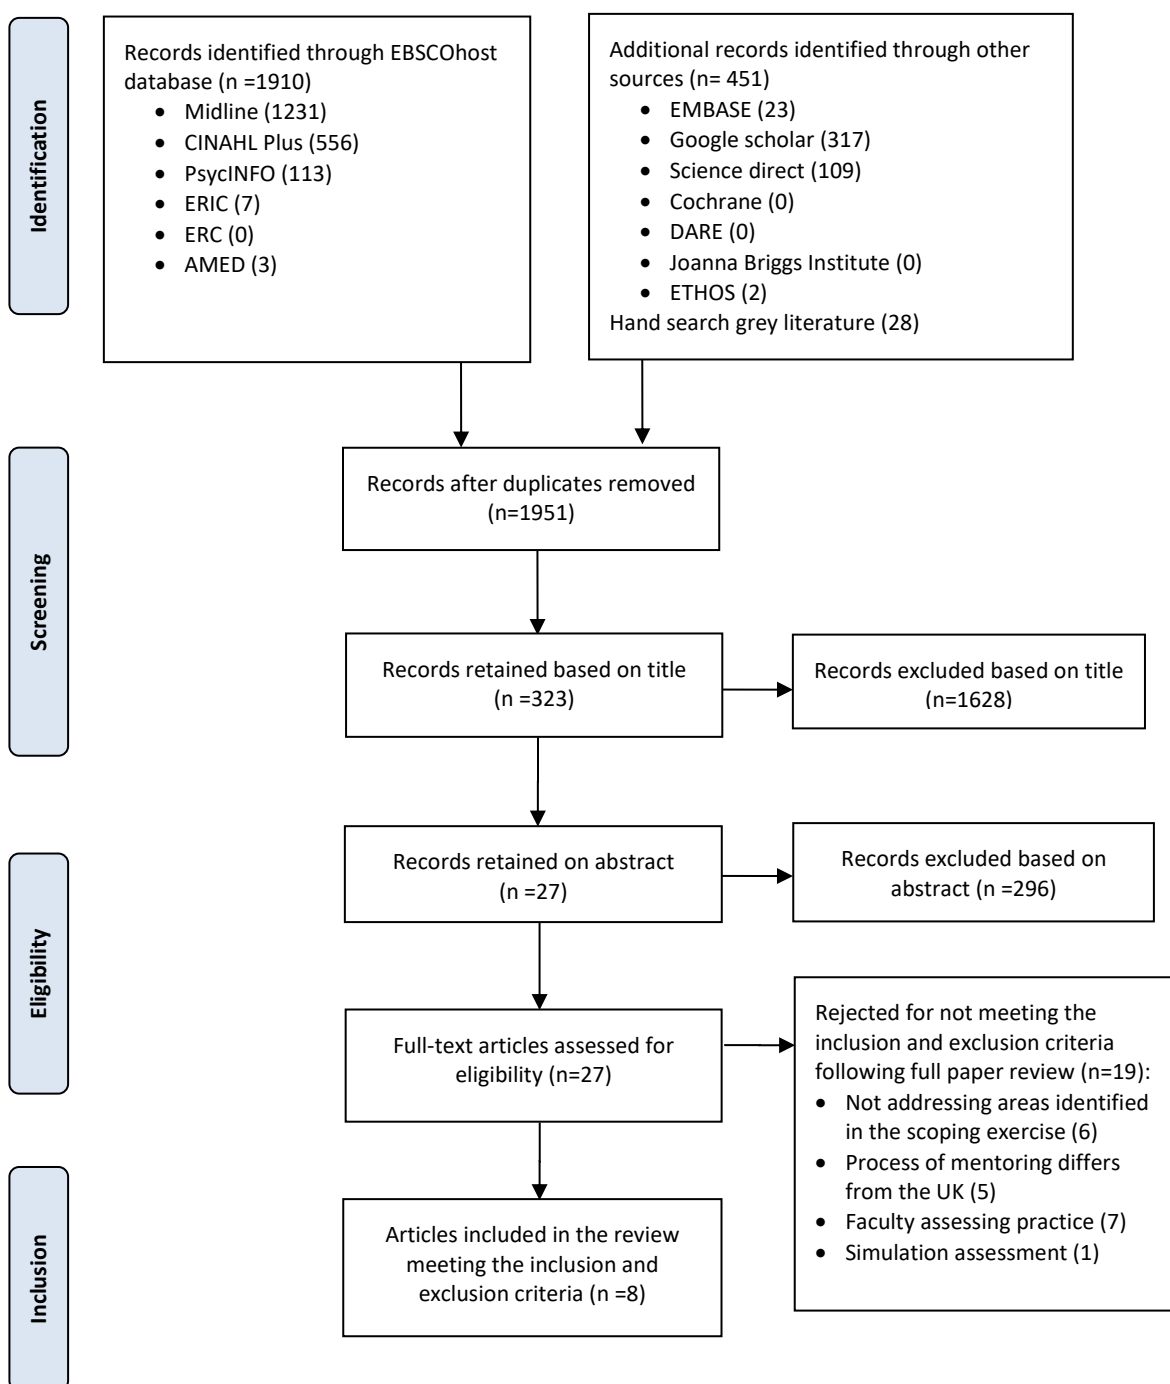 Identification
Records identified through EBSCOhost
database (n =1910)
• Midline (1231)
• CINAHL Plus (556)
• PsycINFO (113)
• ERIC (7)
• ERC (0)
• AMED (3)
Additional records identified through other
sources (n= 451)
• EMBASE (23)
• Google scholar (317)
• Science direct (109)
• Cochrane (0)
• DARE (0)
• Joanna Briggs Institute (0)
• ETHOS (2)
Hand search grey literature (28)
Screening
Records after duplicates removed
(n=1951)
Records retained based on title
(n =323)
Records excluded based on title
(n=1628)
Eligibility
Records retained on abstract
(n =27)
Records excluded based on
abstract (n =296)
Full-text articles assessed for
eligibility (n=27)
Rejected for not meeting the
inclusion and exclusion criteria
following full paper review (n=19):
• Not addressing areas identified
in the scoping exercise (6)
• Process of mentoring differs
from the UK (5)
• Faculty assessing practice (7)
• Simulation assessment (1)
Inclusion
Articles included in the review
meeting the inclusion and
exclusion criteria (n =8)